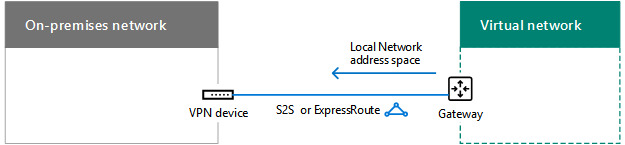 On-premises network
Virtual network
Local Network
address space
VPN device
S2S or ExpressRoute
Gateway